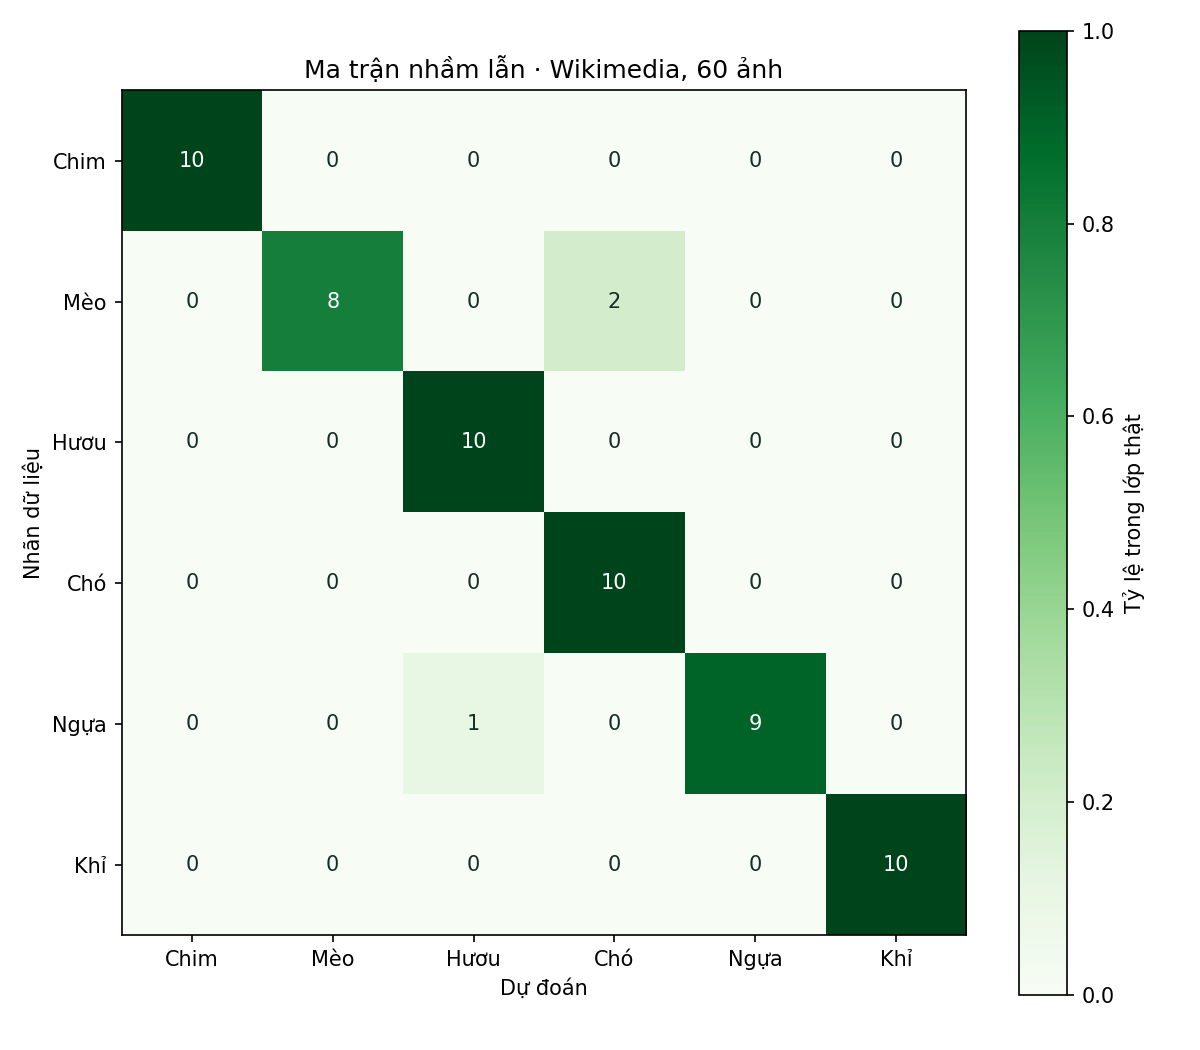 Ma trận nhầm lẫn · Wikimedia, 60 ảnh
Chim 10 0 0 0 0 0
Mèo 0 8 0 2 0 0
Hươu 0 0 10 0 0 0
Chó 0 0 0 10 0 0
Ngựa 0 0 1 0 9 0
Khỉ 0 0 0 0 0 10
Chim Mèo Hươu Chó Ngựa Khỉ
Dự đoán
Nhãn dữ liệu
1.0
0.8
0.6
0.4
0.2
0.0
Tỷ lệ trong lớp thật